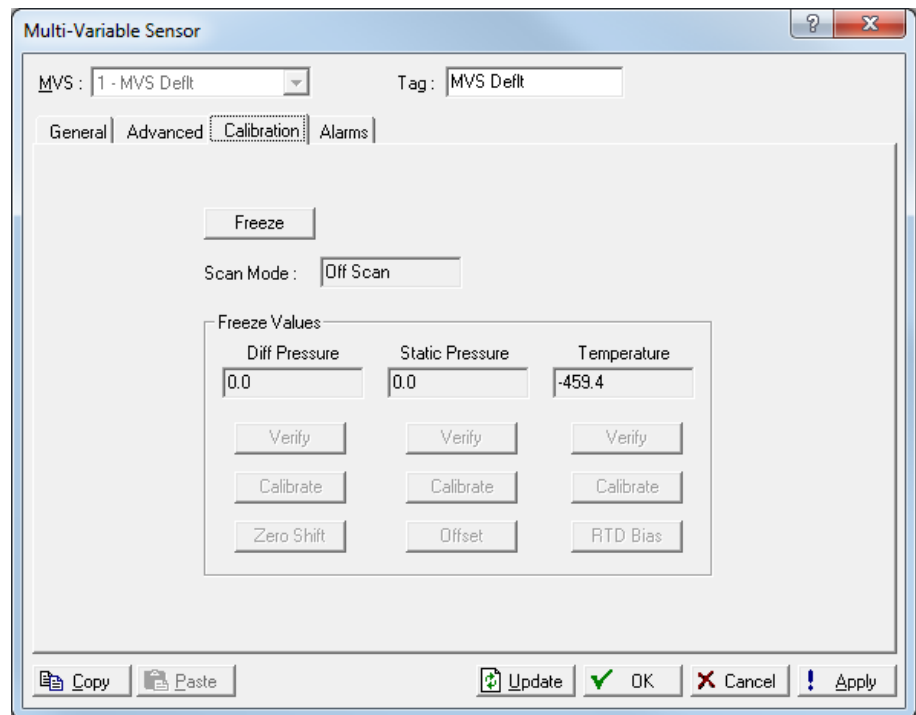 Multi-Variable Sensor
MVS : 1 - MVS Deflt Tag : MVS Deflt
General Advanced Calibration Alarms
Freeze
Scan Mode : Off Scan
Freeze Values
Diff Pressure Static Pressure Temperature
0.0 0.0 -459.4
Verify Verify Verify
Calibrate Calibrate Calibrate
Zero Shift Offset RTD Bias
Copy Paste Update OK Cancel Apply